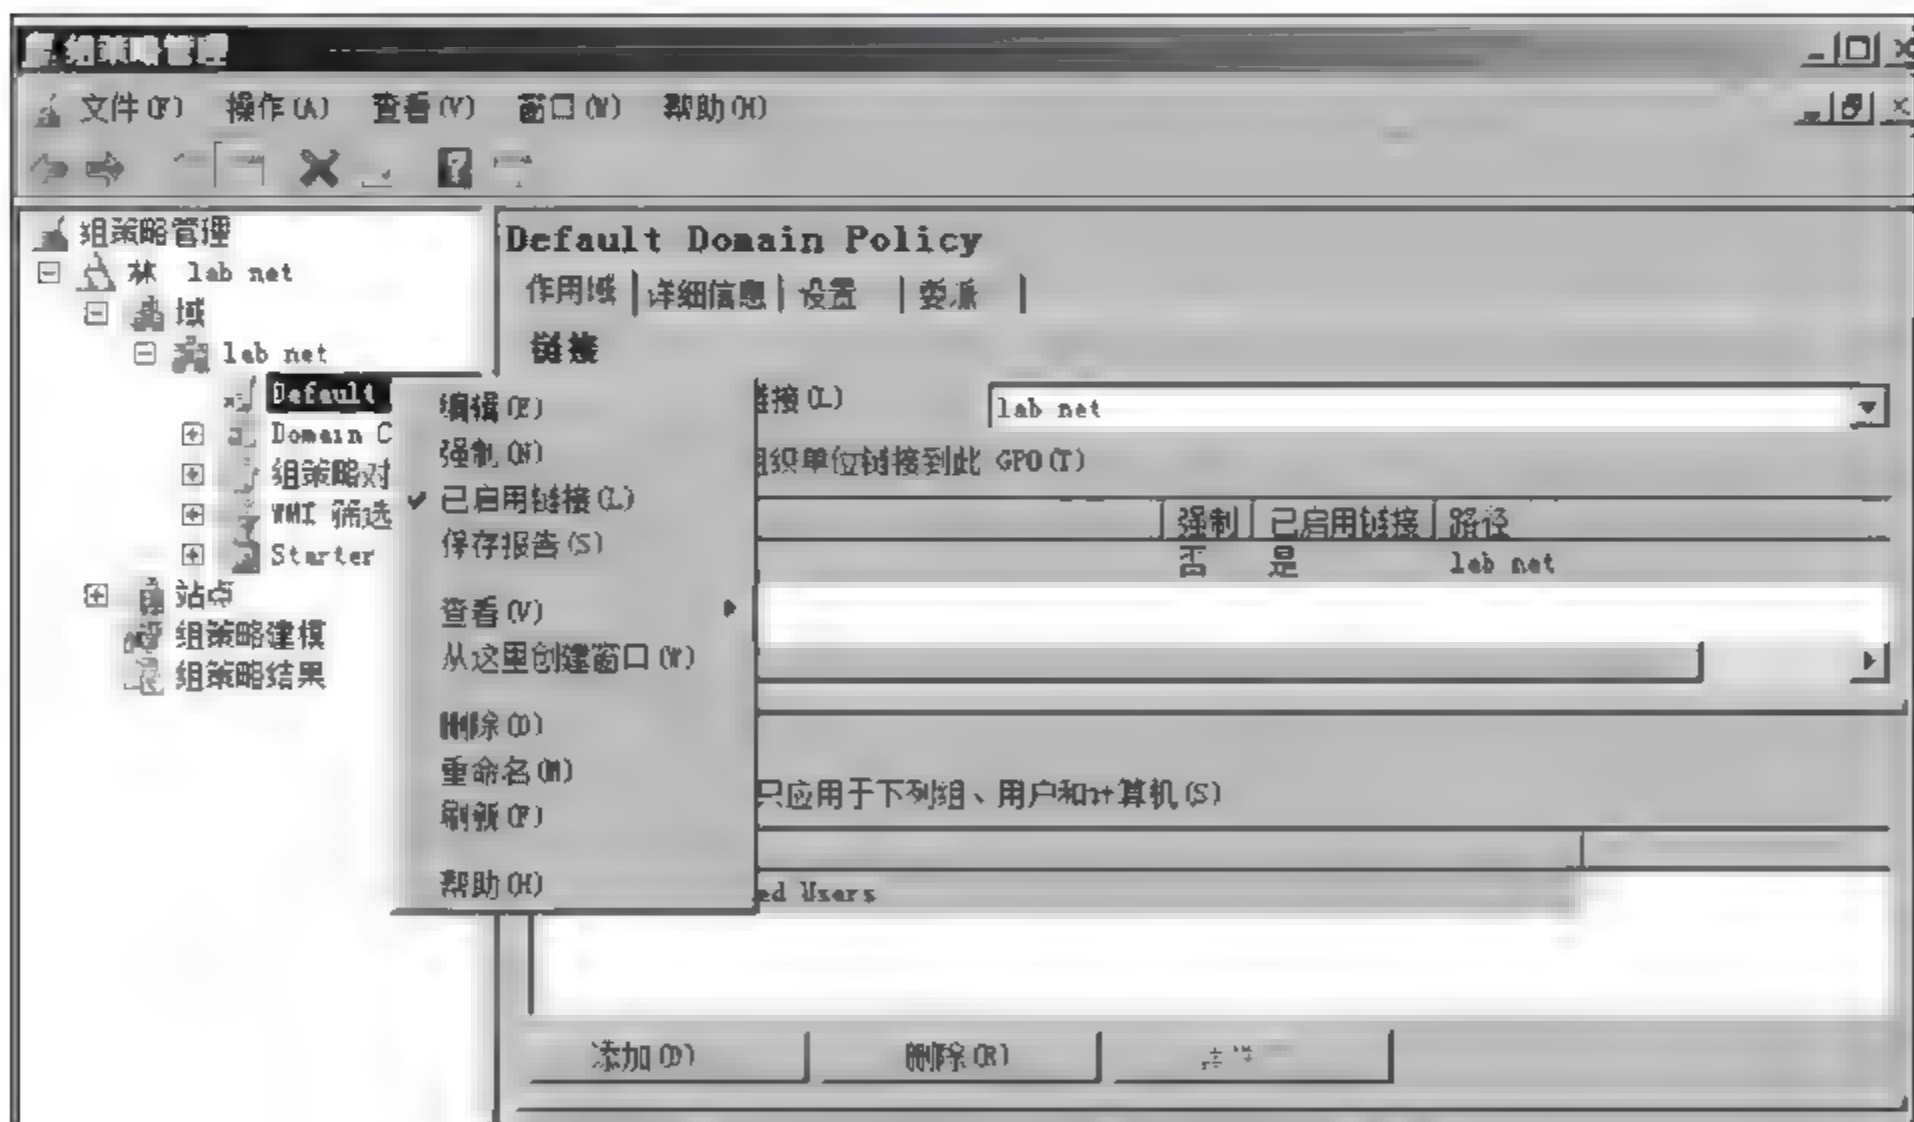 组策略管理
文件(F) 操作(A) 查看(V) 窗口(W) 帮助(H)
组策略管理
林 lab net
域
lab net
Default
Domain C
组策略对
WMI 筛选
Starter
站点
组策略建模
组策略结果
编辑(E)
强制(N)
已启用链接(L)
保存报告(S)
查看(V)
从这里创建窗口(W)
删除(D)
重命名(M)
刷新(F)
帮助(H)
Default Domain Policy
作用域 详细信息 设置 委派
链接
链接(L) lab net
组织单位链接到此 GPO(T)
强制 已启用链接 路径
否 是 lab net
只应用于下列组、用户和计算机(S)
ed Users
添加(D) 删除(R)